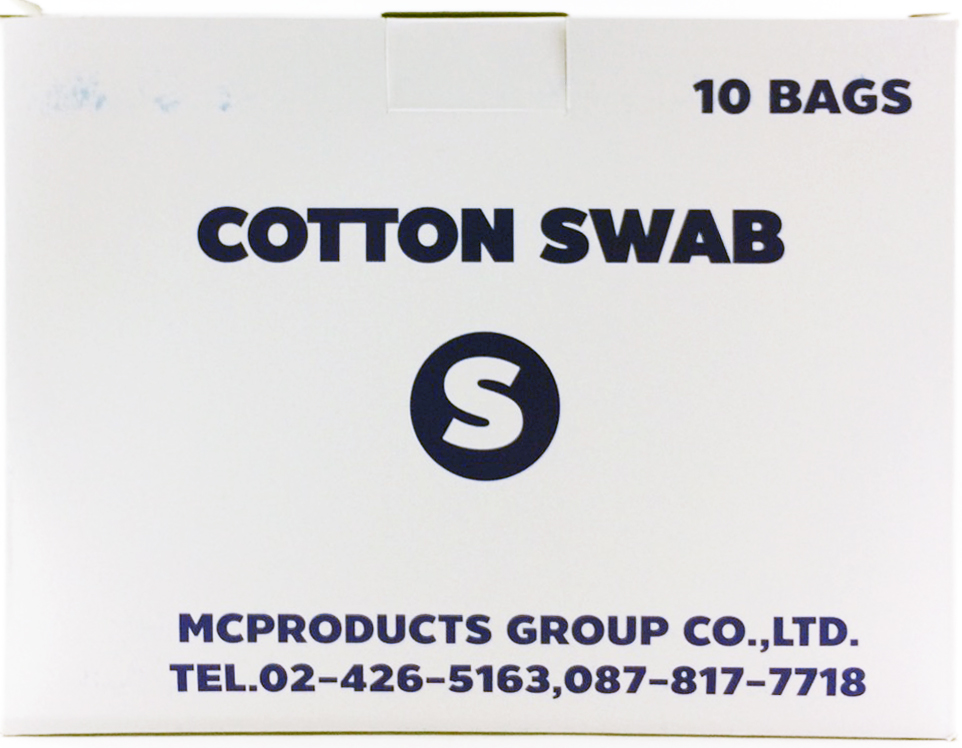 10 BAGS
COTTON SWAB
S
MCPRODUCTS GROUP CO.,LTD.
TEL.02-426-5163,087-817-7718